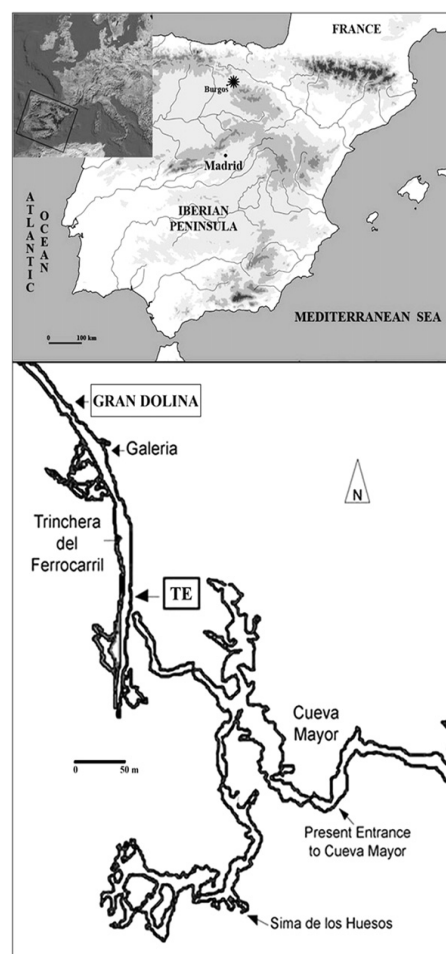 FRANCE
Burgos
Madrid
ATLANTIC
OCEAN
IBERIAN
PENINSULA
MEDITERRANEAN SEA
0 100 km
GRAN DOLINA
Galeria
N
Trinchera
del
Ferrocarril
TE
Cueva
Mayor
0 50 m
Present Entrance
to Cueva Mayor
Sima de los Huesos